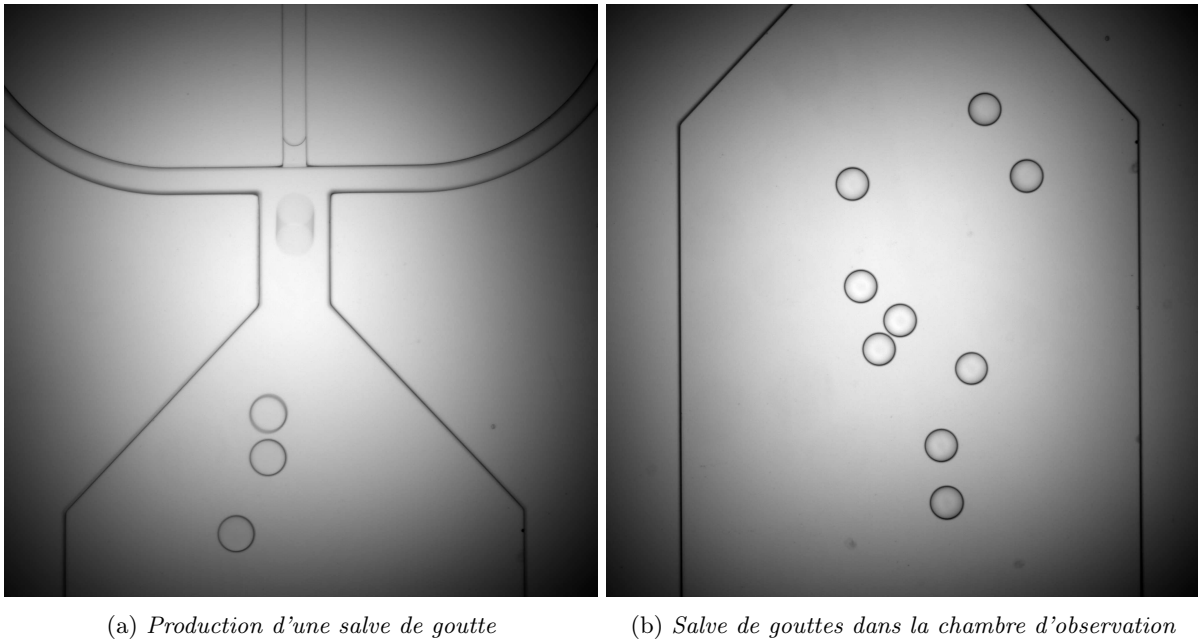 (a) Production d'une salve de goutte
(b) Salve de gouttes dans la chambre d'observation